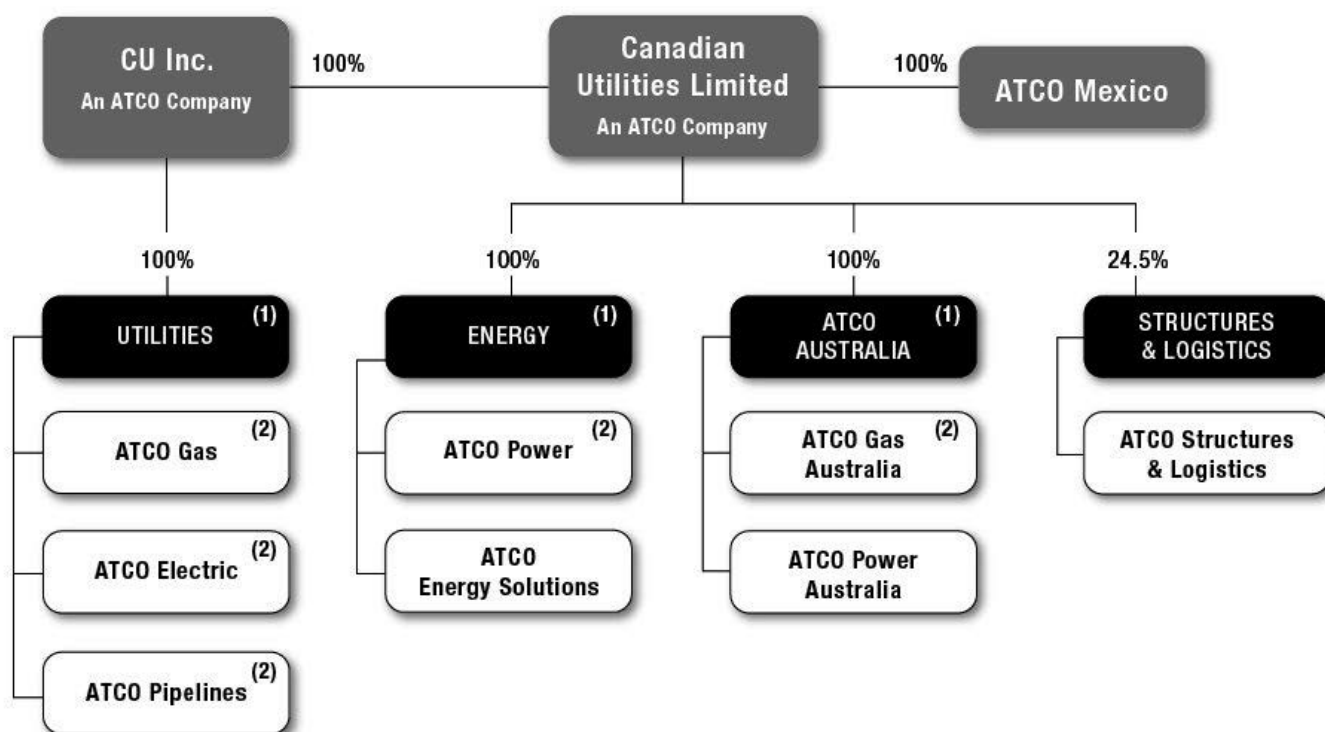 CU Inc.
An ATCO Company
100%
Canadian
Utilities Limited
An ATCO Company
100%
ATCO Mexico
100%
100%
100%
24.5%
UTILITIES (1)
ENERGY (1)
ATCO (1)
AUSTRALIA
STRUCTURES
& LOGISTICS
ATCO Gas (2)
ATCO Power (2)
ATCO Gas (2)
Australia
ATCO Structures
& Logistics
ATCO Electric (2)
ATCO
Energy Solutions
ATCO Power
Australia
ATCO Pipelines (2)